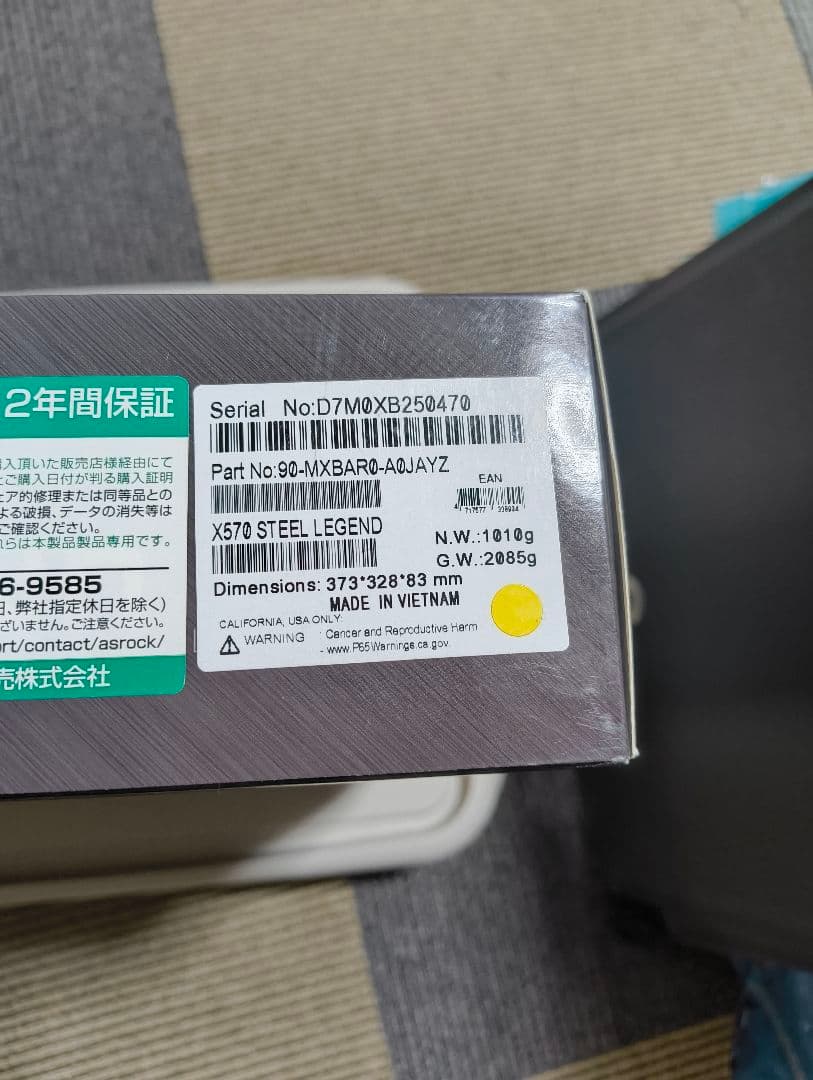 2年間保証
購入頂いた販売店様経由にて
ご購入日付が判る購入証明
ェア的修理または同等品との
よる破損、データの消失等は
ご確認ください。
れらは本製品製品専用です。
6-9585
日、弊社指定休日を除く)
ざいません。ご注意ください。
ort/contact/asrock/
売株式会社
Serial No:D7M0XB250470
Part No:90-MXBAR0-A0JAYZ
EAN
X570 STEEL LEGEND
N.W.:1010g
G.W.:2085g
Dimensions: 373*328*83 mm
MADE IN VIETNAM
CALIFORNIA, USA ONLY:
WARNING : Cancer and Reproductive Harm
- www.P65Warnings.ca.gov.